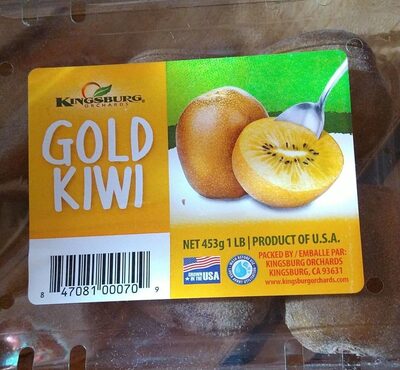 KINGSBURG
ORCHARDS
GOLD
KIWI
NET 453g 1 LB | PRODUCT OF U.S.A.
GROWN
IN THE USA
PACKED BY / EMBALLE PAR:
KINGSBURG ORCHARDS
KINGSBURG, CA 93631
www.kingsburgorchards.com
8 47081 00070 9